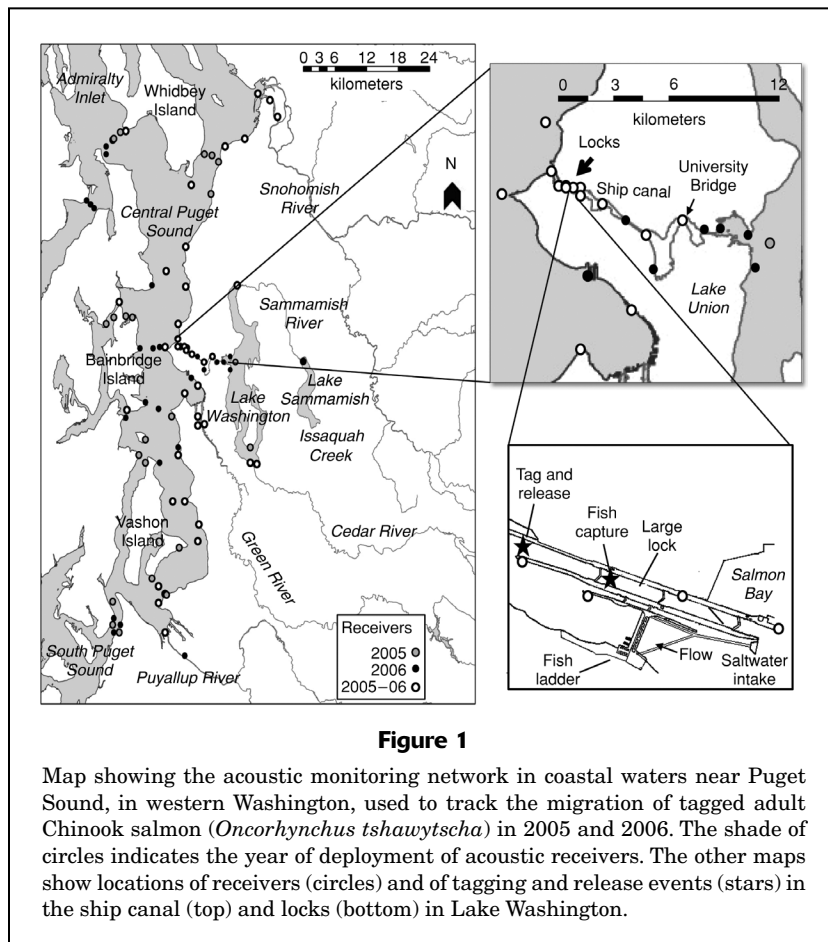 Admiralty
Inlet
Whidbey
Island
0 3 6 12 18 24
kilometers
N
Snohomish
River
Central Puget
Sound
Sammamish
River
Bainbridge
Island
Lake
Washington
Lake
Sammamish
Issaquah
Creek
Vashon
Island
Cedar River
Green River
South Puget
Sound
Puyallup River
Receivers
2005
2006
2005–06
0 3 6 12
kilometers
Locks
Ship canal
University
Bridge
Lake
Union
Tag and
release
Fish
capture
Large
lock
Salmon
Bay
Fish
ladder
Flow
Saltwater
intake
Figure 1
Map showing the acoustic monitoring network in coastal waters near Puget
Sound, in western Washington, used to track the migration of tagged adult
Chinook salmon (Oncorhynchus tshawytscha) in 2005 and 2006. The shade of
circles indicates the year of deployment of acoustic receivers. The other maps
show locations of receivers (circles) and of tagging and release events (stars) in
the ship canal (top) and locks (bottom) in Lake Washington.